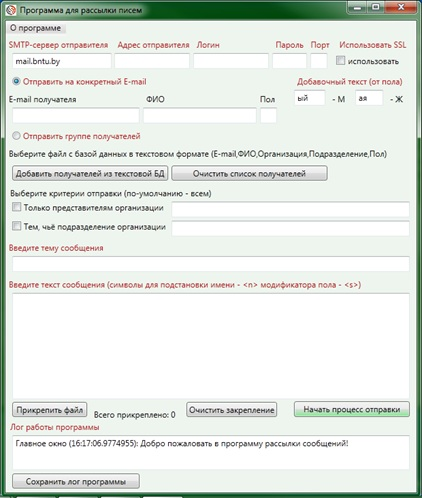 Программа для рассылки писем
О программе
SMTP-сервер отправителя Адрес отправителя Логин Пароль Порт Использовать SSL
mail.bntu.by использовать
Отправить на конкретный E-mail Добавочный текст (от пола)
E-mail получателя ФИО Пол ый - М ая - Ж
Отправить группе получателей
Выберите файл с базой данных в текстовом формате (E-mail,ФИО,Организация,Подразделение,Пол)
Добавить получателей из текстовой БД Очистить список получателей
Выберите критерии отправки (по-умолчанию - всем)
Только представителям организации
Тем, чьё подразделение организации
Введите тему сообщения
Введите текст сообщения (символы для подстановки имени - <n> модификатора пола - <s>)
Прикрепить файл Всего прикреплено: 0 Очистить закрепление Начать процесс отправки
Лог работы программы
Главное окно (16:17:06.9774955): Добро пожаловать в программу рассылки сообщений!
Сохранить лог программы